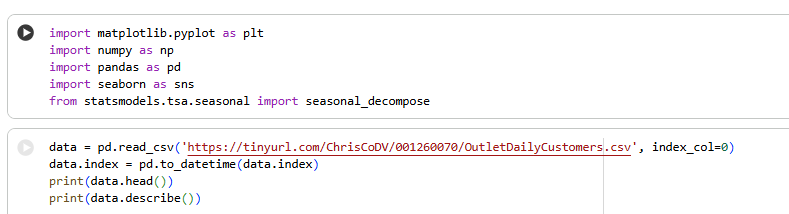 import matplotlib.pyplot as plt
import numpy as np
import pandas as pd
import seaborn as sns
from statsmodels.tsa.seasonal import seasonal_decompose
data = pd.read_csv('https://tinyurl.com/ChrisCoDV/001260070/OutletDailyCustomers.csv', index_col=0)
data.index = pd.to_datetime(data.index)
print(data.head())
print(data.describe())